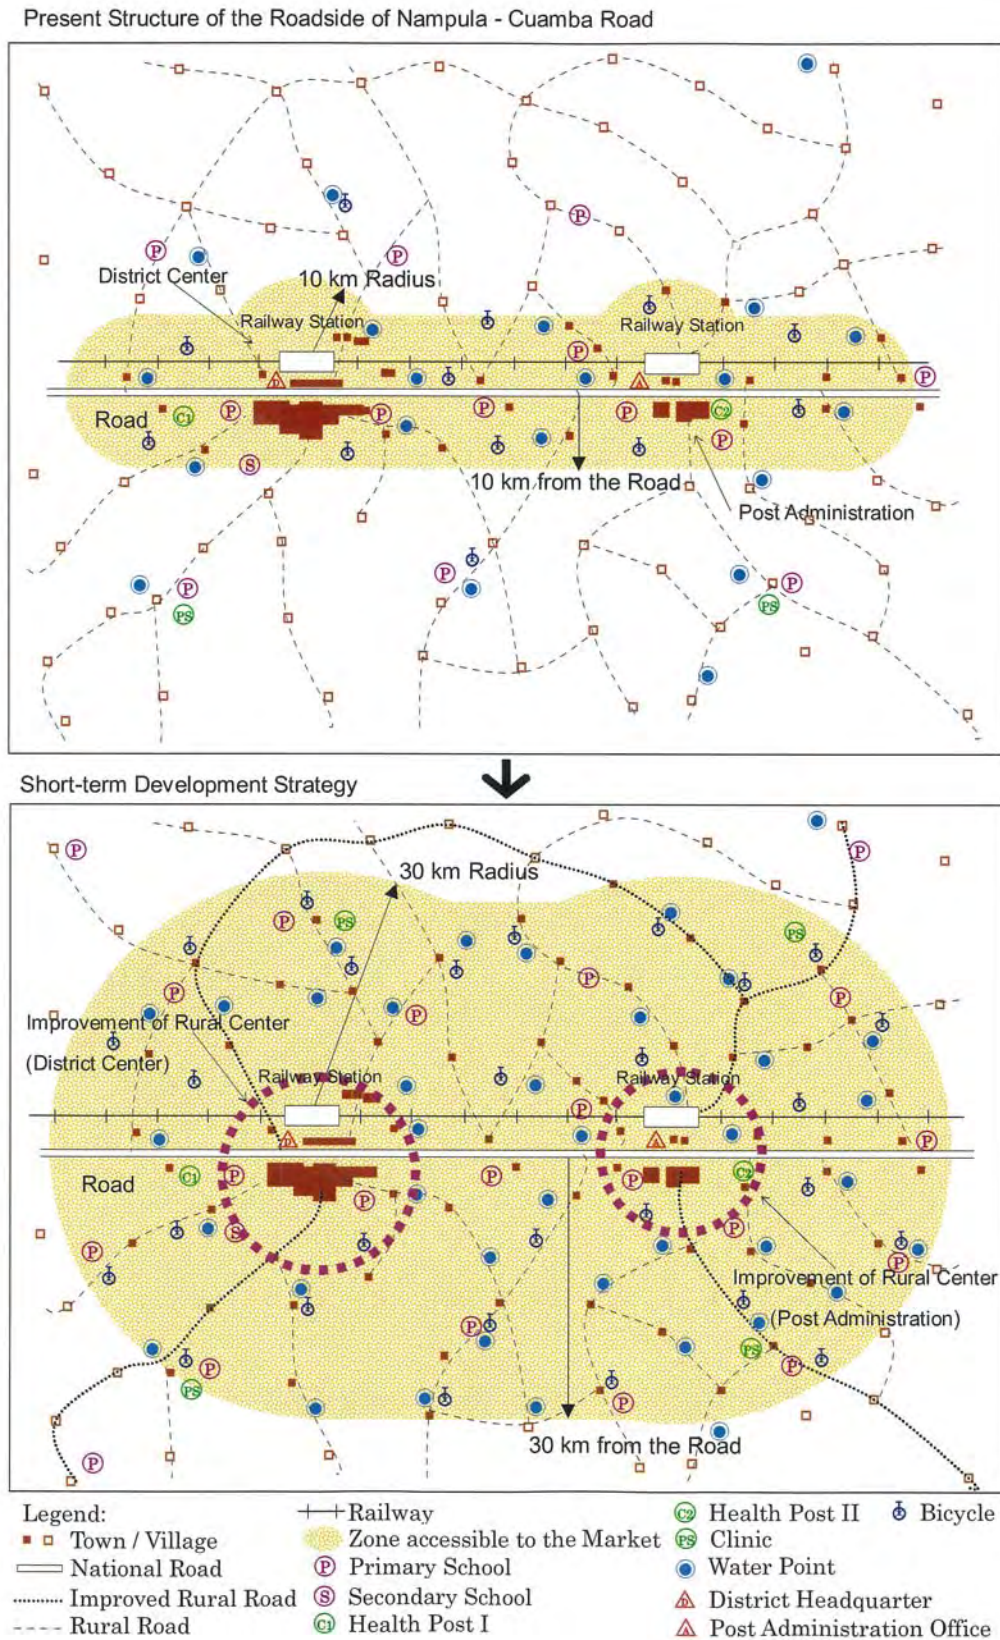 Present Structure of the Roadside of Nampula - Cuamba Road
District Center
10 km Radius
Railway Station
Railway Station
Road
10 km from the Road
Post Administration
Short-term Development Strategy
30 km Radius
Improvement of Rural Center
(District Center)
Railway Station
Railway Station
Road
Improvement of Rural Center
(Post Administration)
30 km from the Road
Legend:
Town / Village
National Road
Improved Rural Road
Rural Road
Railway
Zone accessible to the Market
P Primary School
S Secondary School
C1 Health Post I
C2 Health Post II
PS Clinic
Water Point
D District Headquarter
A Post Administration Office
Bicycle